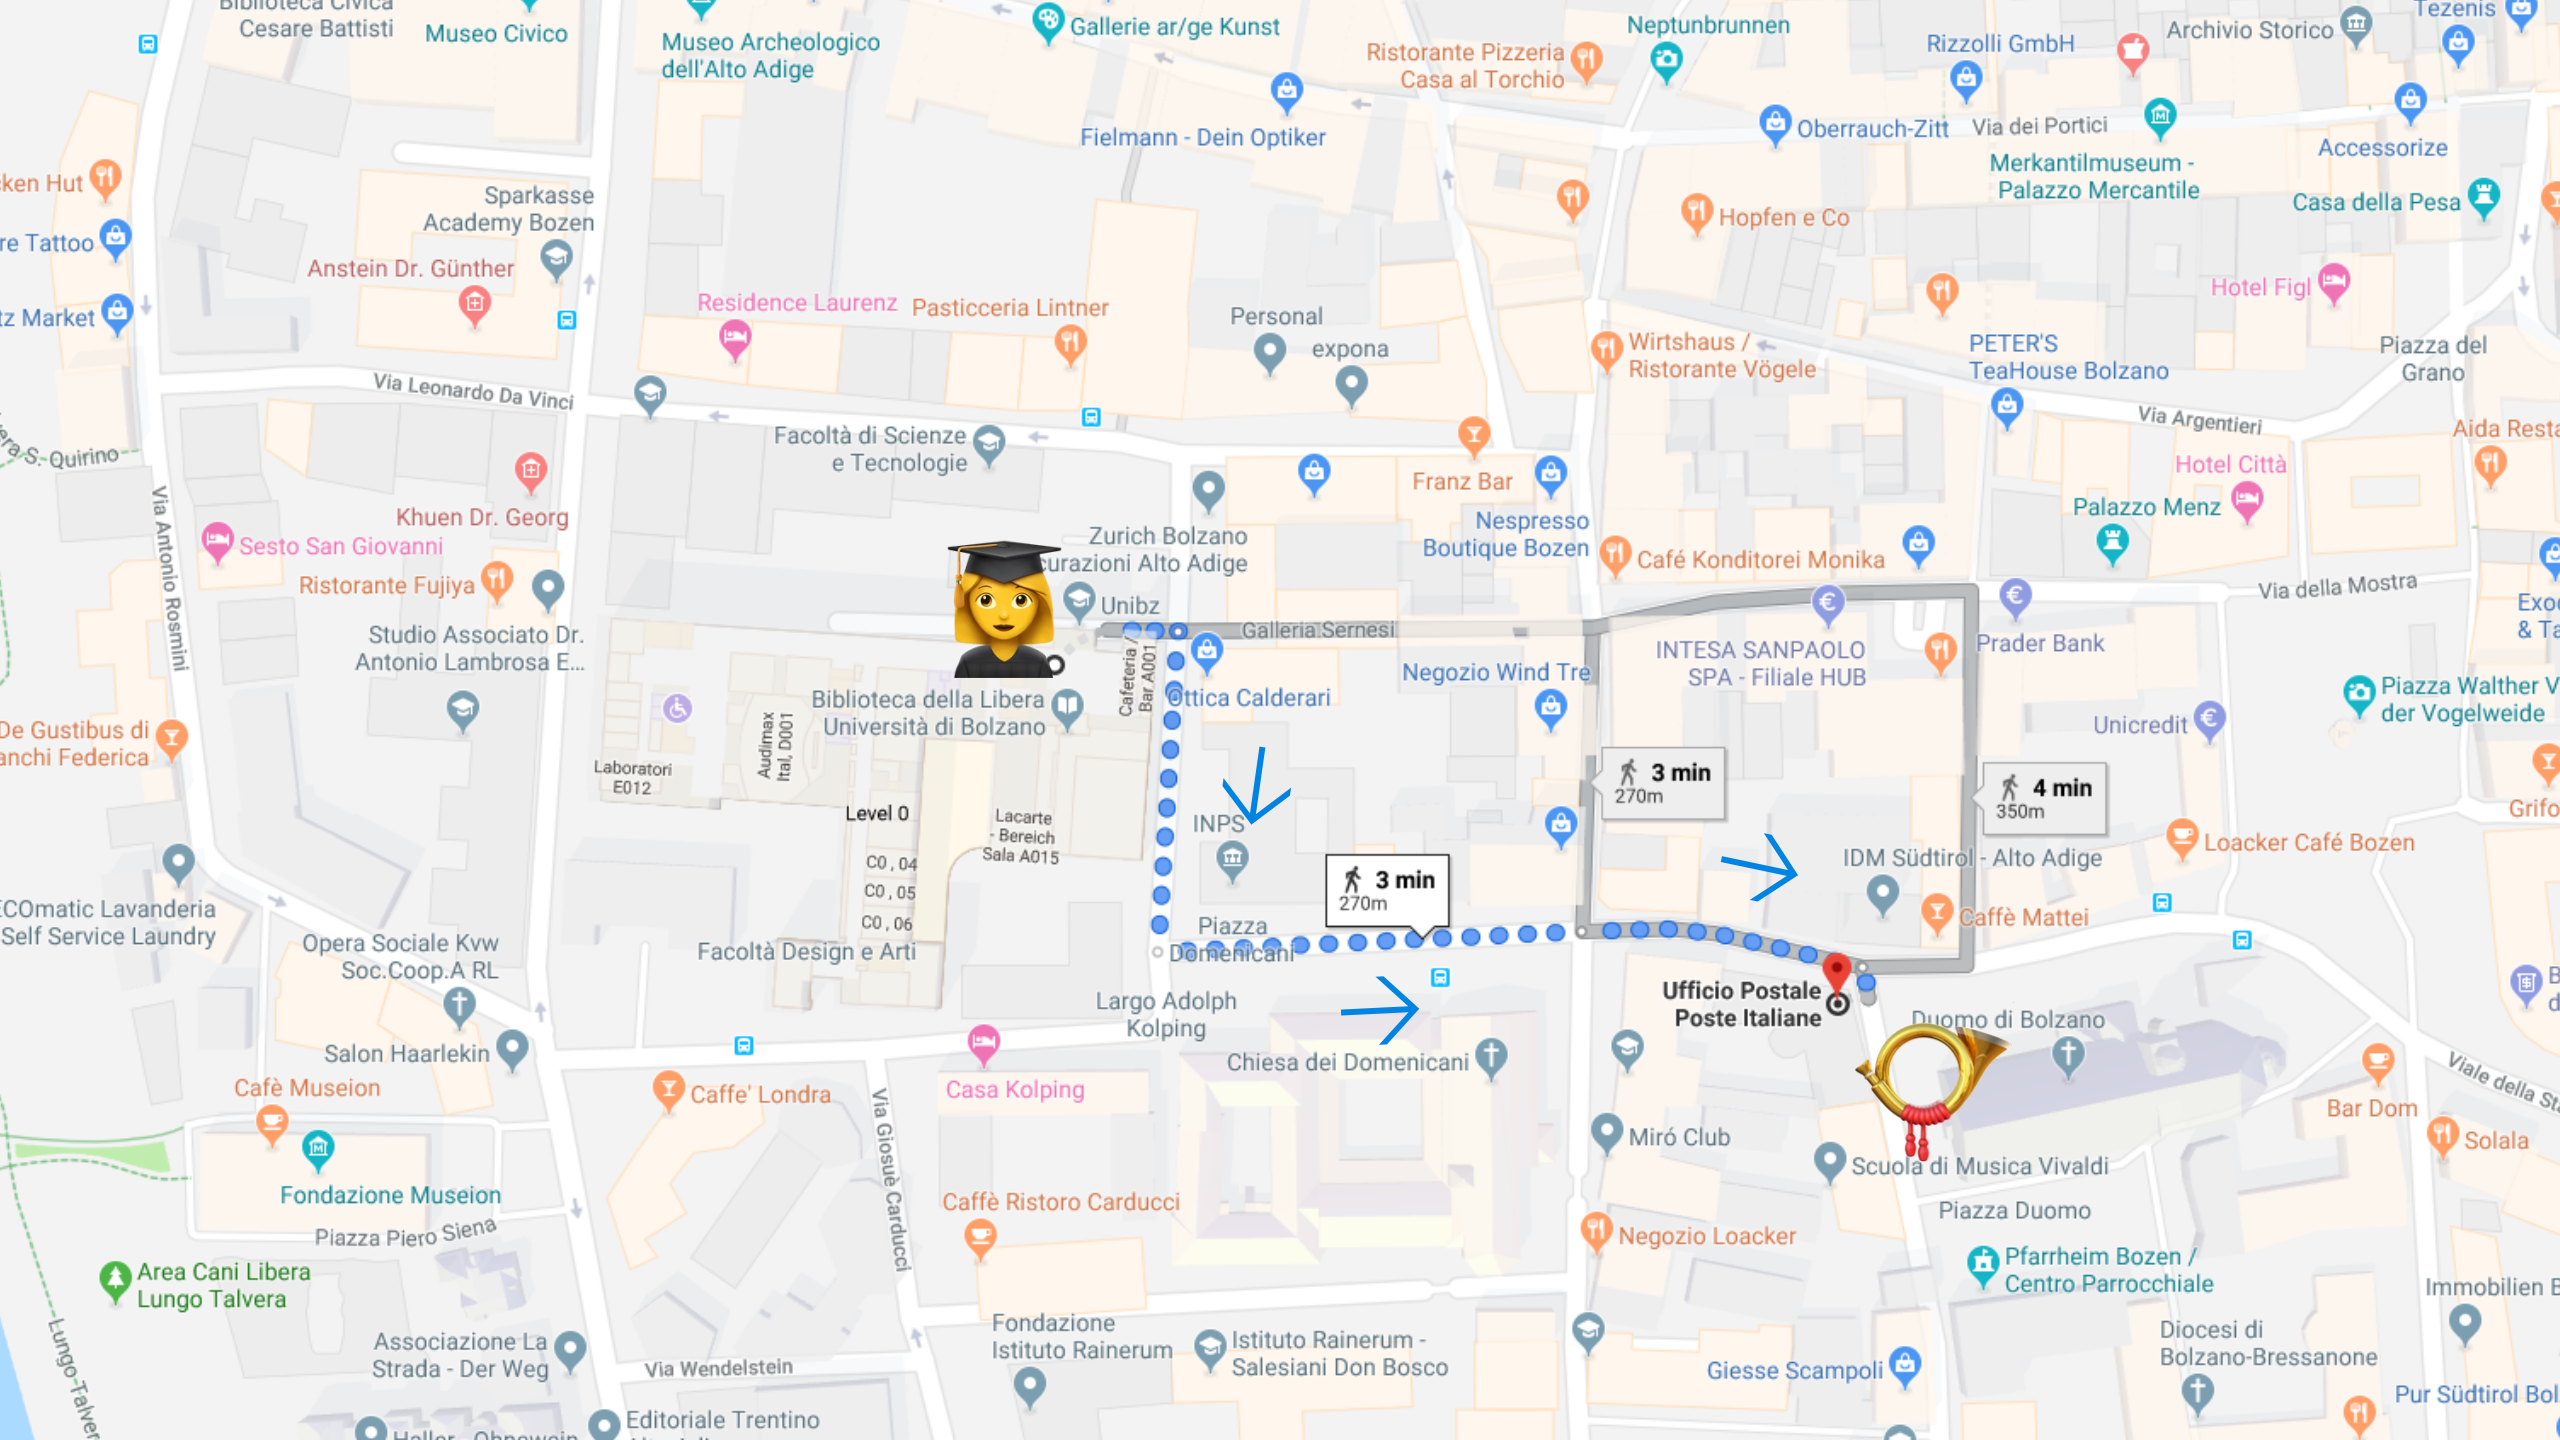 Biblioteca Civica
Cesare Battisti
Museo Civico
Museo Archeologico
dell'Alto Adige
Gallerie ar/ge Kunst
Fielmann - Dein Optiker
Ristorante Pizzeria
Casa al Torchio
Neptunbrunnen
Rizzolli GmbH
Archivio Storico
Tezenis
Oberrauch-Zitt
Via dei Portici
Merkantilmuseum -
Palazzo Mercantile
Accessorize
Casa della Pesa
Hopfen e Co
Hotel Figl
Piazza del
Grano
cken Hut
re Tattoo
tz Market
Sparkasse
Academy Bozen
Anstein Dr. Günther
Residence Laurenz
Pasticceria Lintner
Personal
expona
Wirtshaus /
Ristorante Vögele
PETER'S
TeaHouse Bolzano
Via Argentieri
Via Leonardo Da Vinci
era S. Quirino
Via Antonio Rosmini
Facoltà di Scienze
e Tecnologie
Franz Bar
Aida Resta
Hotel Città
Palazzo Menz
Khuen Dr. Georg
Sesto San Giovanni
Ristorante Fujiya
Zurich Bolzano
curazioni Alto Adige
Nespresso
Boutique Bozen
Café Konditorei Monika
Via della Mostra
Exo
& Ta
Unibz
Galleria Sernesi
Studio Associato Dr.
Antonio Lambrosa E...
INTESA SANPAOLO
SPA - Filiale HUB
Prader Bank
Negozio Wind Tre
Ottica Calderari
Cafeteria /
Bar A001
Biblioteca della Libera
Università di Bolzano
Piazza Walther V
der Vogelweide
Unicredit
De Gustibus di
anchi Federica
Audimax
Ital, D001
Laboratori
E012
Level 0
Lacarte
- Bereich
Sala A015
INPS
3 min
270m
4 min
350m
Grifo
Loacker Café Bozen
IDM Südtirol - Alto Adige
C0 , 04
C0 , 05
C0 , 06
3 min
270m
Caffè Mattei
ECOmatic Lavanderia
Self Service Laundry
Opera Sociale Kvw
Soc.Coop.A RL
Facoltà Design e Arti
Piazza
Domenicani
Ufficio Postale
Poste Italiane
Largo Adolph
Kolping
Duomo di Bolzano
B
d
Salon Haarlekin
Chiesa dei Domenicani
Cafè Museion
Caffe' Londra
Casa Kolping
Viale della Sta
Bar Dom
Solala
Miró Club
Scuola di Musica Vivaldi
Fondazione Museion
Piazza Piero Siena
Via Giosuè Carducci
Caffè Ristoro Carducci
Piazza Duomo
Negozio Loacker
Pfarrheim Bozen /
Centro Parrocchiale
Area Cani Libera
Lungo Talvera
Immobilien B
Lungo Talver
Fondazione
Istituto Rainerum
Istituto Rainerum -
Salesiani Don Bosco
Diocesi di
Bolzano-Bressanone
Associazione La
Strada - Der Weg
Via Wendelstein
Giesse Scampoli
Pur Südtirol Bol
Editoriale Trentino